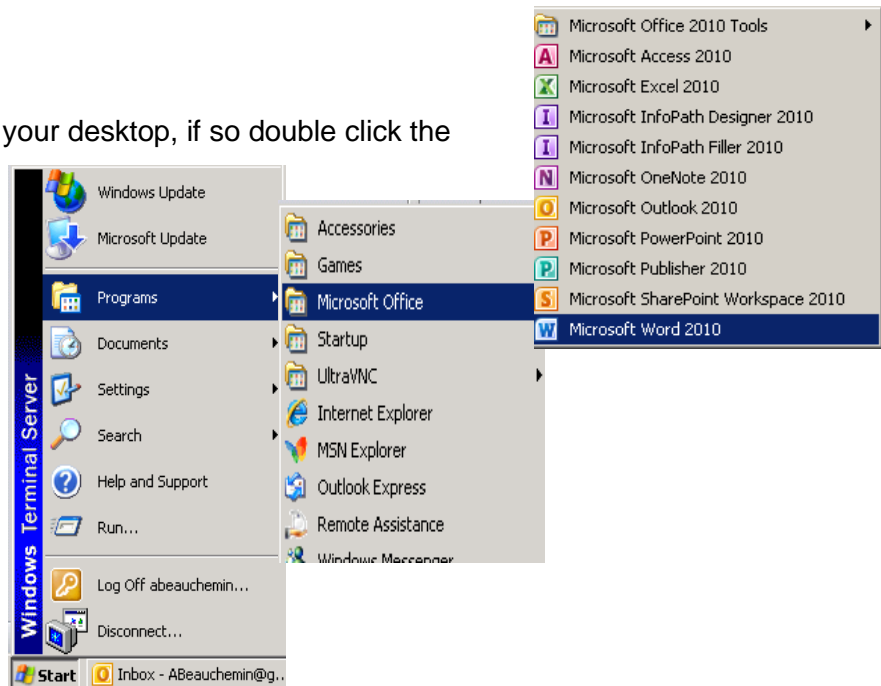 your desktop, if so double click the
Windows Update
Microsoft Update
Programs
Documents
Settings
Search
Help and Support
Run...
Log Off abeauchemin...
Disconnect...
Windows Terminal Server
Start
Inbox - ABeauchemin@g...
Accessories
Games
Microsoft Office
Startup
UltraVNC
Internet Explorer
MSN Explorer
Outlook Express
Remote Assistance
Windows Messenger
Microsoft Office 2010 Tools
Microsoft Access 2010
Microsoft Excel 2010
Microsoft InfoPath Designer 2010
Microsoft InfoPath Filler 2010
Microsoft OneNote 2010
Microsoft Outlook 2010
Microsoft PowerPoint 2010
Microsoft Publisher 2010
Microsoft SharePoint Workspace 2010
Microsoft Word 2010